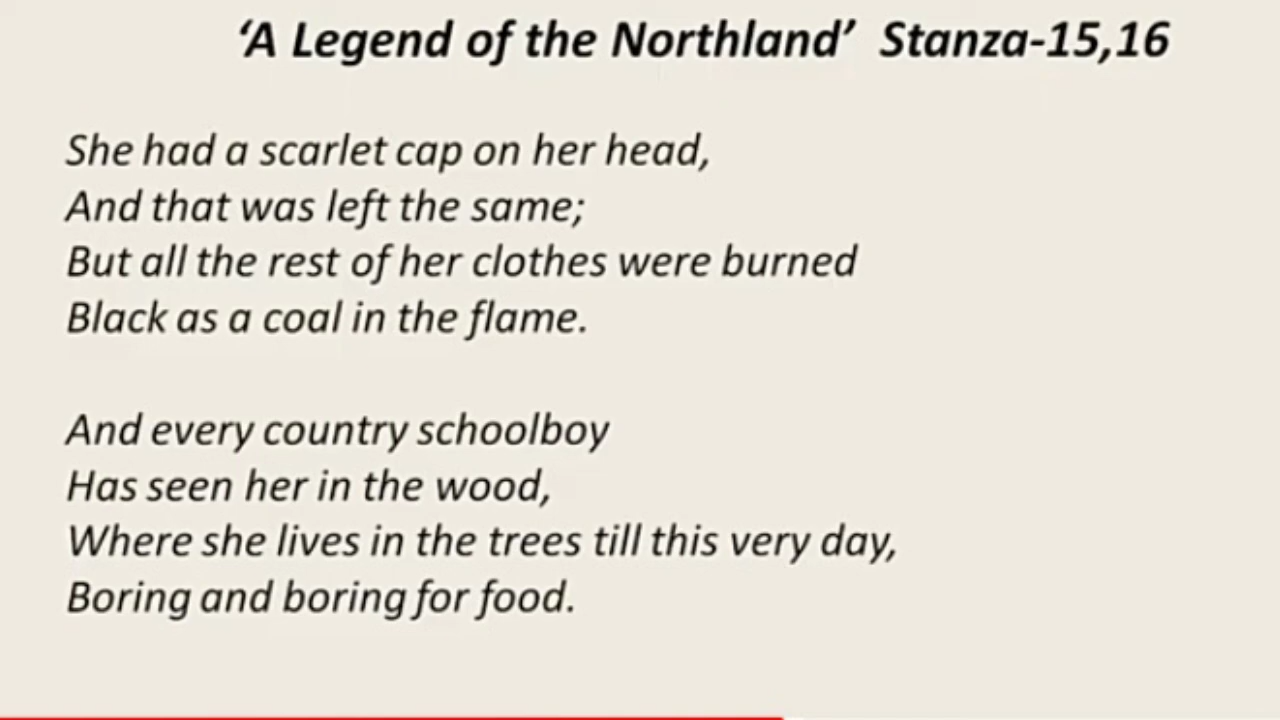 ‘A Legend of the Northland’ Stanza-15,16
She had a scarlet cap on her head,
And that was left the same;
But all the rest of her clothes were burned
Black as a coal in the flame.
And every country schoolboy
Has seen her in the wood,
Where she lives in the trees till this very day,
Boring and boring for food.